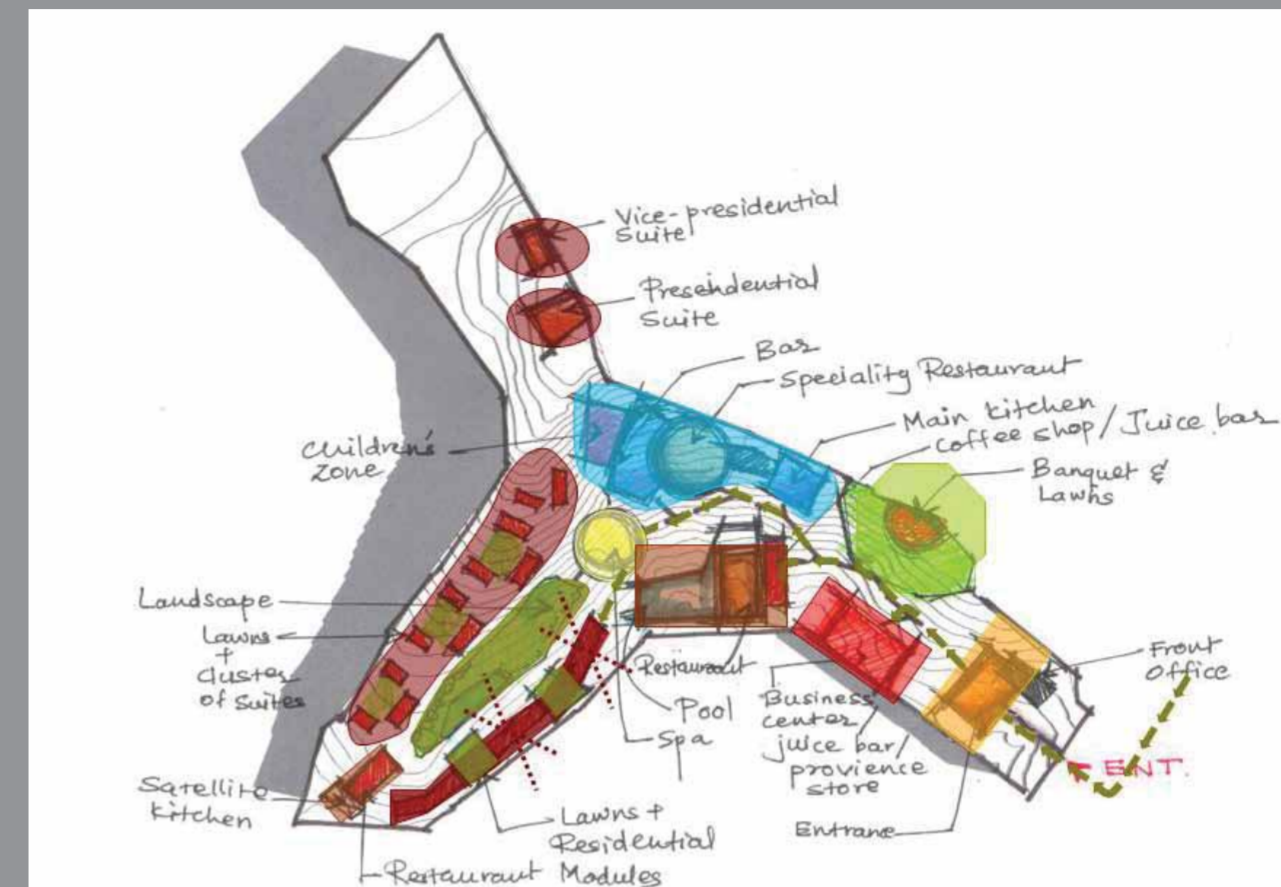 Vice-presidential
Suite
Presehdential
Suite
Bar
Speciality Restaurant
Main kitchen
Coffee shop / Juice bar
Banquet &
Lawns
Children's
Zone
Landscape
Lawns
+
Cluster
of Suites
Front
Office
Restaurant
Pool
Spa
Business
center
juice bar/
provience
store
ENT.
Satellite
kitchen
Lawns +
Residential
Modules
Restaurant
Entrane